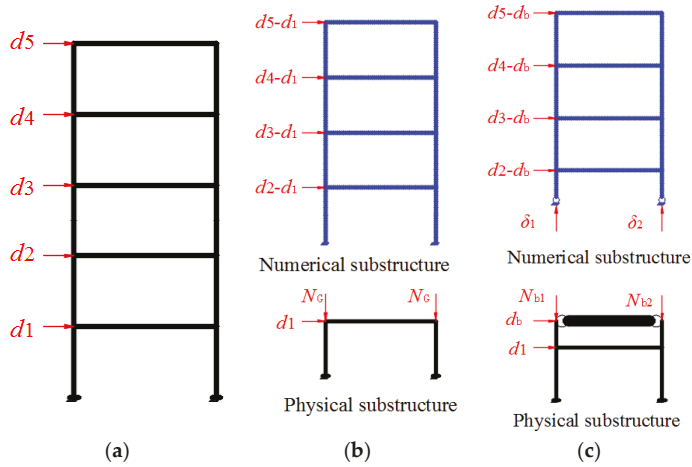 d5
d4
d3
d2
d1
(a)
d5-d1
d4-d1
d3-d1
d2-d1
Numerical substructure
NG NG
d1
Physical substructure
(b)
d5-db
d4-db
d3-db
d2-db
δ1 δ2
Numerical substructure
Nb1 Nb2
db
d1
Physical substructure
(c)